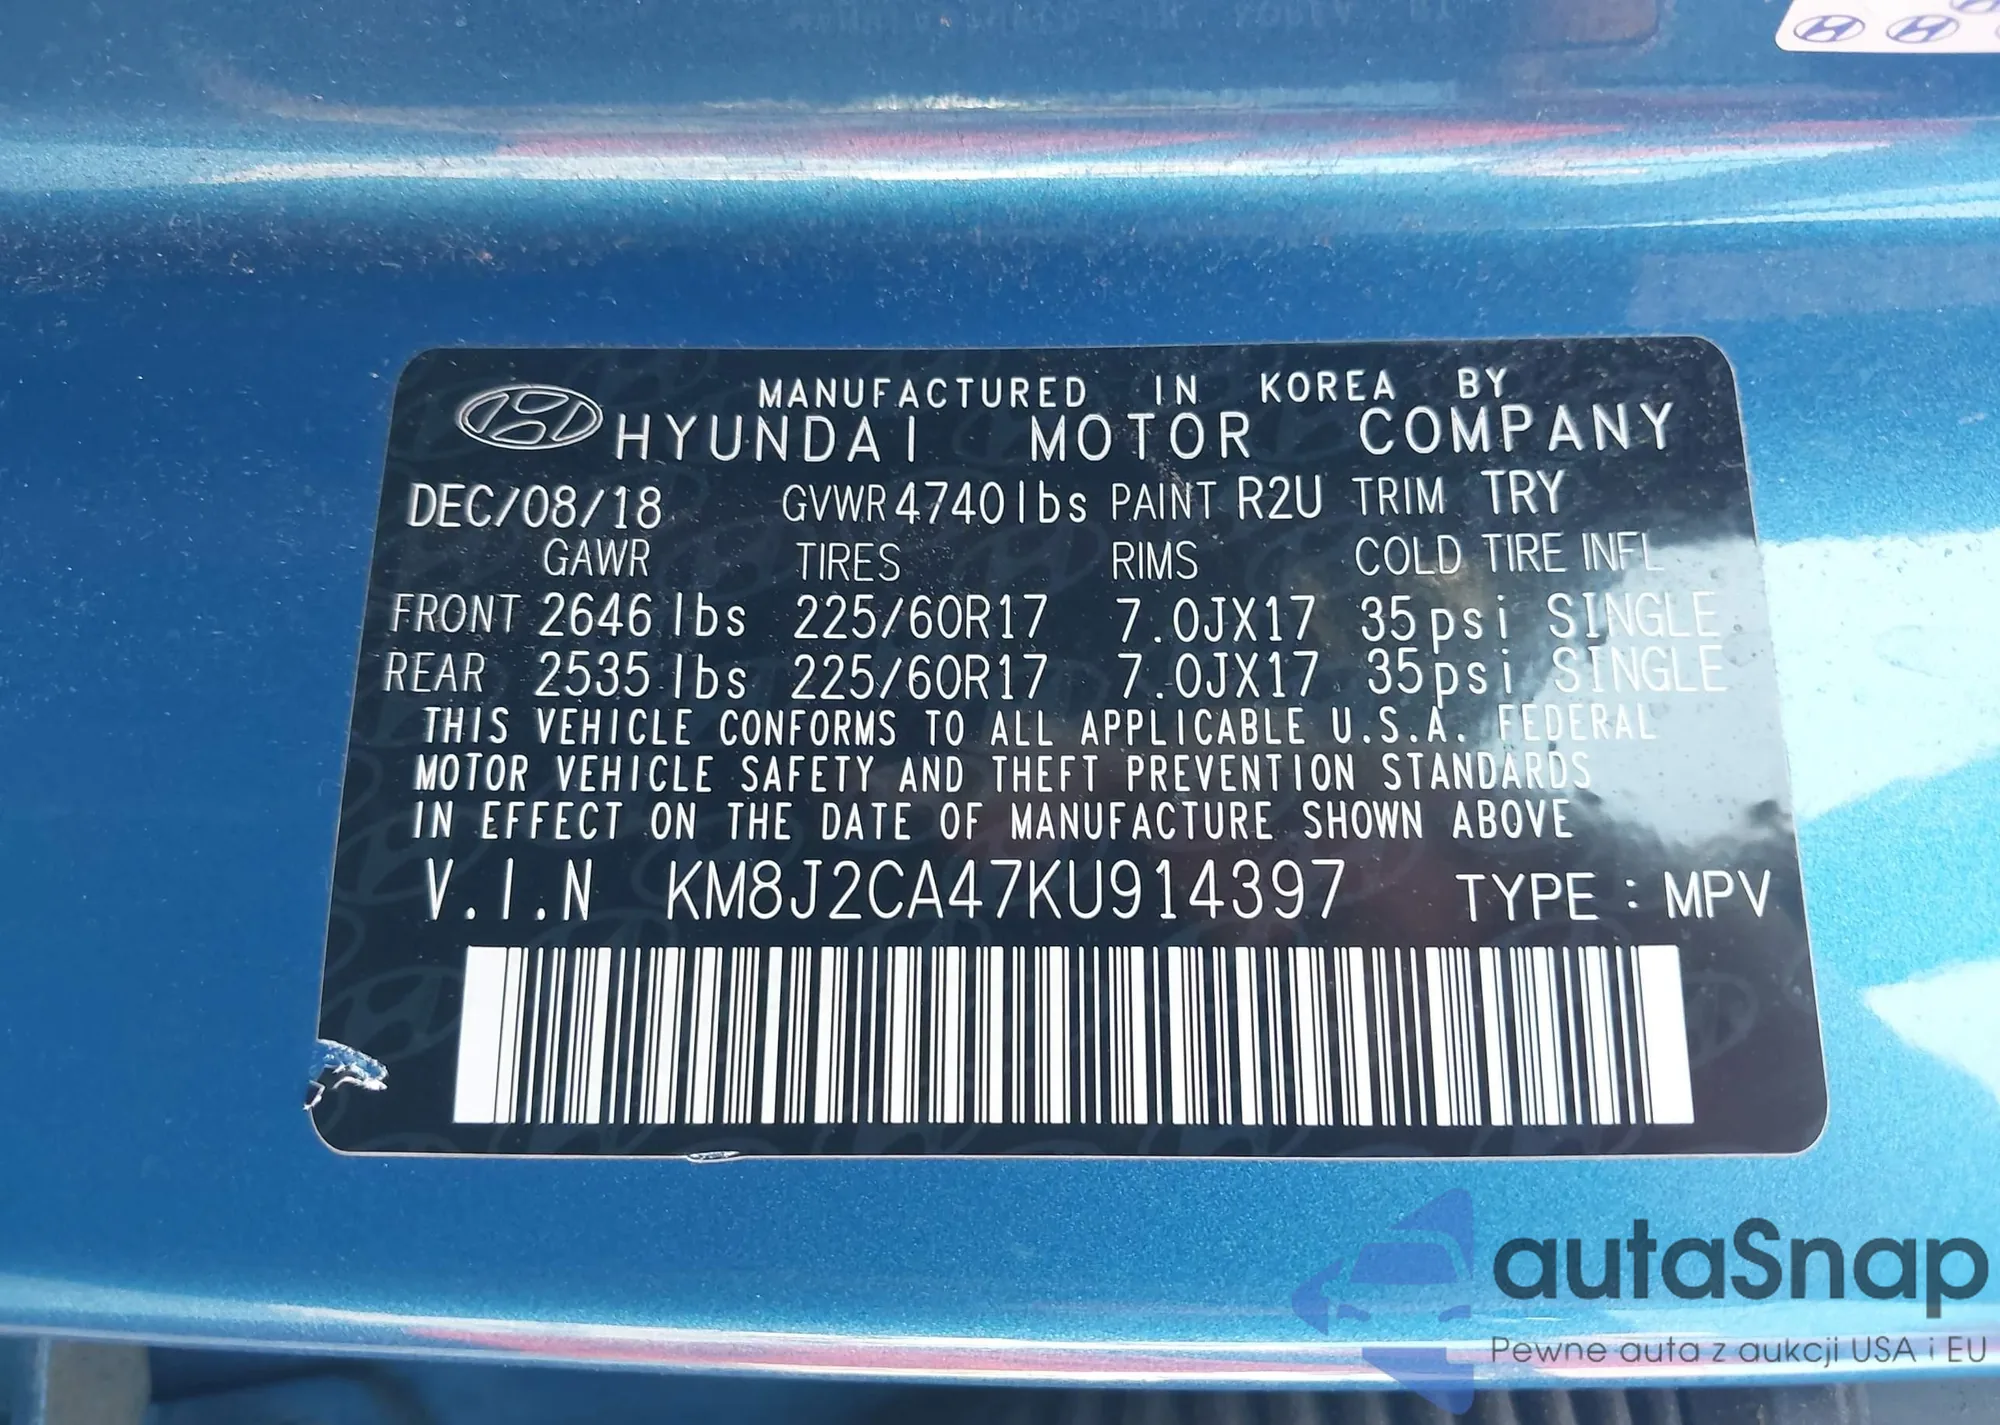 MANUFACTURED IN KOREA BY
HYUNDAI MOTOR COMPANY
DEC/08/18 GVWR 4740lbs PAINT R2U TRIM TRY
GAWR TIRES RIMS COLD TIRE INFL
FRONT 2646 lbs 225/60R17 7.0JX17 35psi SINGLE
REAR 2535 lbs 225/60R17 7.0JX17 35psi SINGLE
THIS VEHICLE CONFORMS TO ALL APPLICABLE U.S.A. FEDERAL
MOTOR VEHICLE SAFETY AND THEFT PREVENTION STANDARDS
IN EFFECT ON THE DATE OF MANUFACTURE SHOWN ABOVE
V.I.N KM8J2CA47KU914397 TYPE : MPV
autaSnap
Pewne auta z aukcji USA i EU